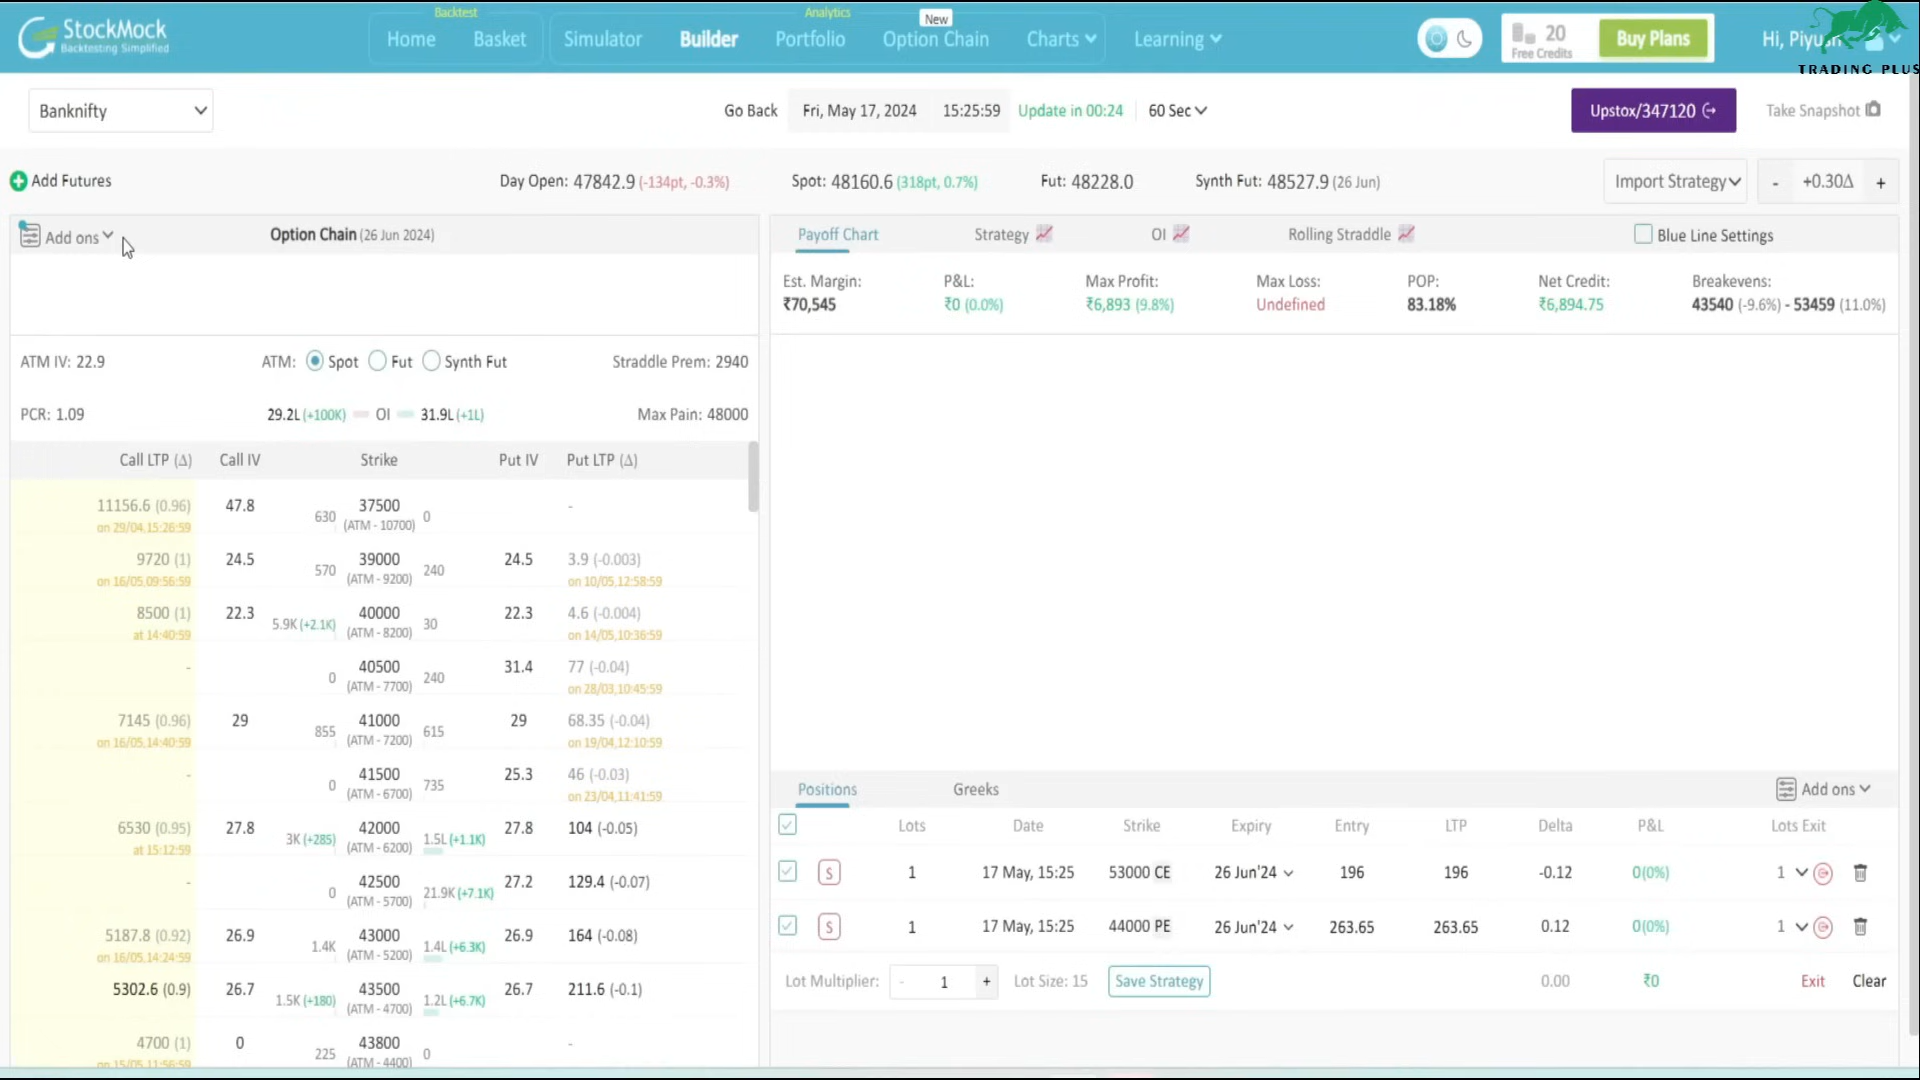 StockMock
Backtesting Simplified
Backtest
Home Basket Simulator Builder
Analytics
Portfolio
New
Option Chain Charts Learning
20
Free Credits
Buy Plans
Hi, Piyush
TRADING PLUS
Banknifty
Go Back Fri, May 17, 2024 15:25:59 Update in 00:24 60 Sec
Upstox/347120
Take Snapshot
Add Futures
Day Open: 47842.9 (-134pt, -0.3%)
Spot: 48160.6 (318pt, 0.7%)
Fut: 48228.0
Synth Fut: 48527.9 (26 Jun)
Import Strategy
- +0.30Δ +
Add ons
Option Chain (26 Jun 2024)
ATM IV: 22.9
ATM: Spot Fut Synth Fut
Straddle Prem: 2940
PCR: 1.09
29.2L (+100K) OI 31.9L (+1L)
Max Pain: 48000
Call LTP (Δ) Call IV Strike Put IV Put LTP (Δ)
11156.6 (0.96) 47.8 630 37500 0 -
on 29/04,15:26:59 (ATM - 10700)
9720 (1) 24.5 570 39000 240 24.5 3.9 (-0.003)
on 16/05,09:56:59 (ATM - 9200) on 10/05,12:58:59
8500 (1) 22.3 5.9K (+2.1K) 40000 30 22.3 4.6 (-0.004)
at 14:40:59 (ATM - 8200) on 14/05,10:36:59
- 0 40500 240 31.4 77 (-0.04)
(ATM - 7700) on 28/03,10:45:59
7145 (0.96) 29 855 41000 615 29 68.35 (-0.04)
on 16/05,14:40:59 (ATM - 7200) on 19/04,12:10:59
- 0 41500 735 25.3 46 (-0.03)
(ATM - 6700) on 23/04,11:41:59
6530 (0.95) 27.8 3K (+285) 42000 1.5L (+1.1K) 27.8 104 (-0.05)
at 15:12:59 (ATM - 6200)
- 0 42500 21.9K (+7.1K) 27.2 129.4 (-0.07)
(ATM - 5700)
5187.8 (0.92) 26.9 1.4K 43000 1.4L (+6.3K) 26.9 164 (-0.08)
on 16/05,14:24:59 (ATM - 5200)
5302.6 (0.9) 26.7 1.5K (+180) 43500 1.2L (+6.7K) 26.7 211.6 (-0.1)
(ATM - 4700)
4700 (1) 0 225 43800 0 -
on 15/05,11:56:59 (ATM - 4400)
Payoff Chart Strategy OI Rolling Straddle Blue Line Settings
Est. Margin: P&L: Max Profit: Max Loss: POP: Net Credit: Breakevens:
₹70,545 ₹0 (0.0%) ₹6,893 (9.8%) Undefined 83.18% ₹6,894.75 43540 (-9.6%) - 53459 (11.0%)
Positions Greeks Add ons
Lots Date Strike Expiry Entry LTP Delta P&L Lots Exit
S 1 17 May, 15:25 53000 CE 26 Jun'24 196 196 -0.12 0(0%) 1
S 1 17 May, 15:25 44000 PE 26 Jun'24 263.65 263.65 0.12 0(0%) 1
Lot Multiplier: - 1 + Lot Size: 15 Save Strategy 0.00 ₹0 Exit Clear